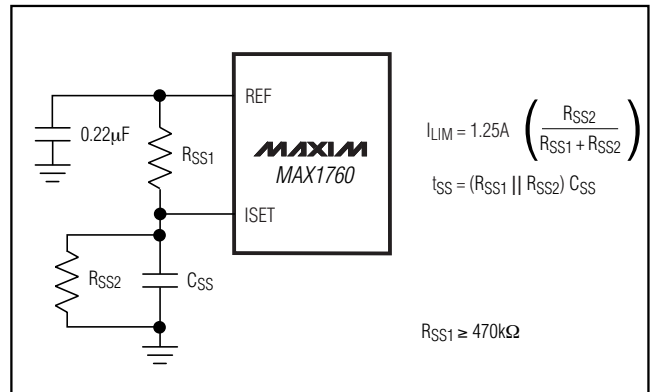 REF
0.22µF
RSS1
MAXIM
MAX1760
ISET
RSS2
CSS
ILIM = 1.25A ( RSS2 / RSS1 + RSS2 )
tSS = (RSS1 || RSS2) CSS
RSS1 ≥ 470kΩ